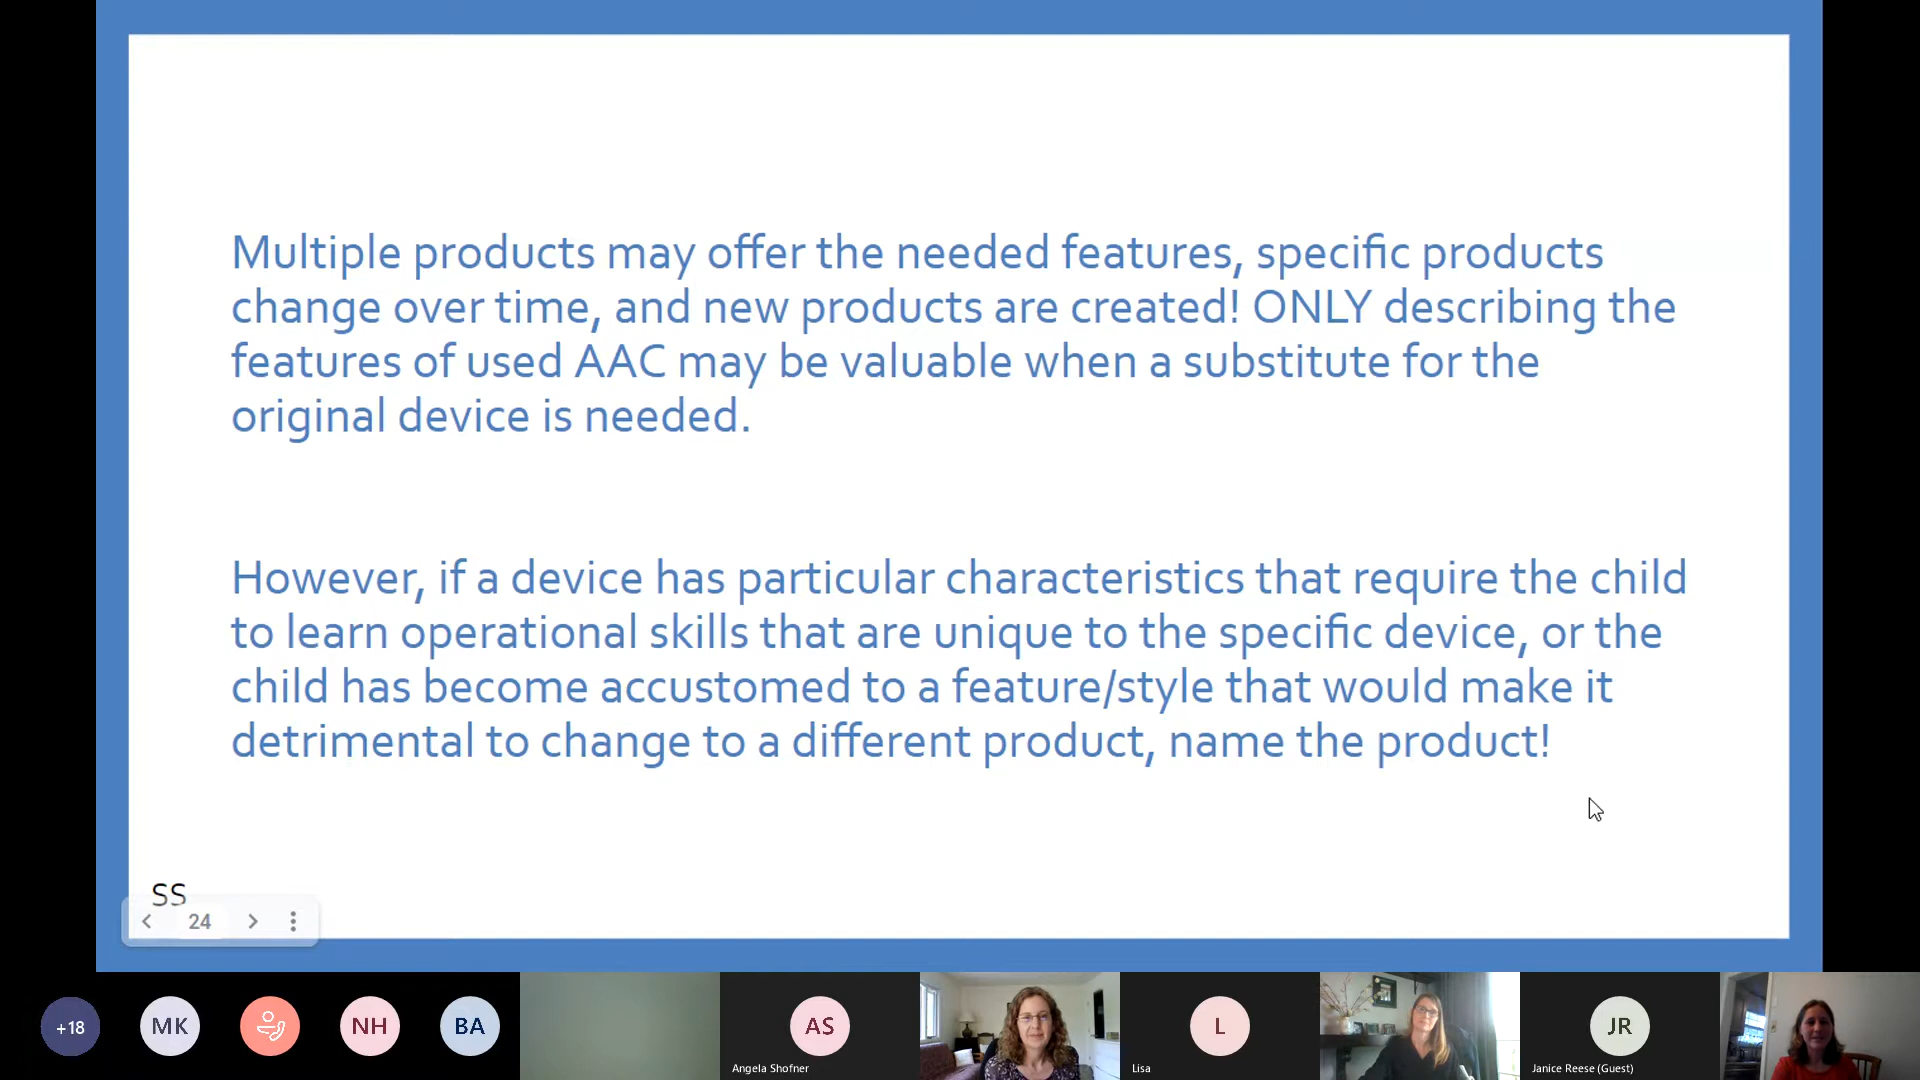 Multiple products may offer the needed features, specific products
change over time, and new products are created! ONLY describing the
features of used AAC may be valuable when a substitute for the
original device is needed.
However, if a device has particular characteristics that require the child
to learn operational skills that are unique to the specific device, or the
child has become accustomed to a feature/style that would make it
detrimental to change to a different product, name the product!
SS
24
+18
MK
NH
BA
AS
Angela Shofner
L
Lisa
JR
Janice Reese (Guest)